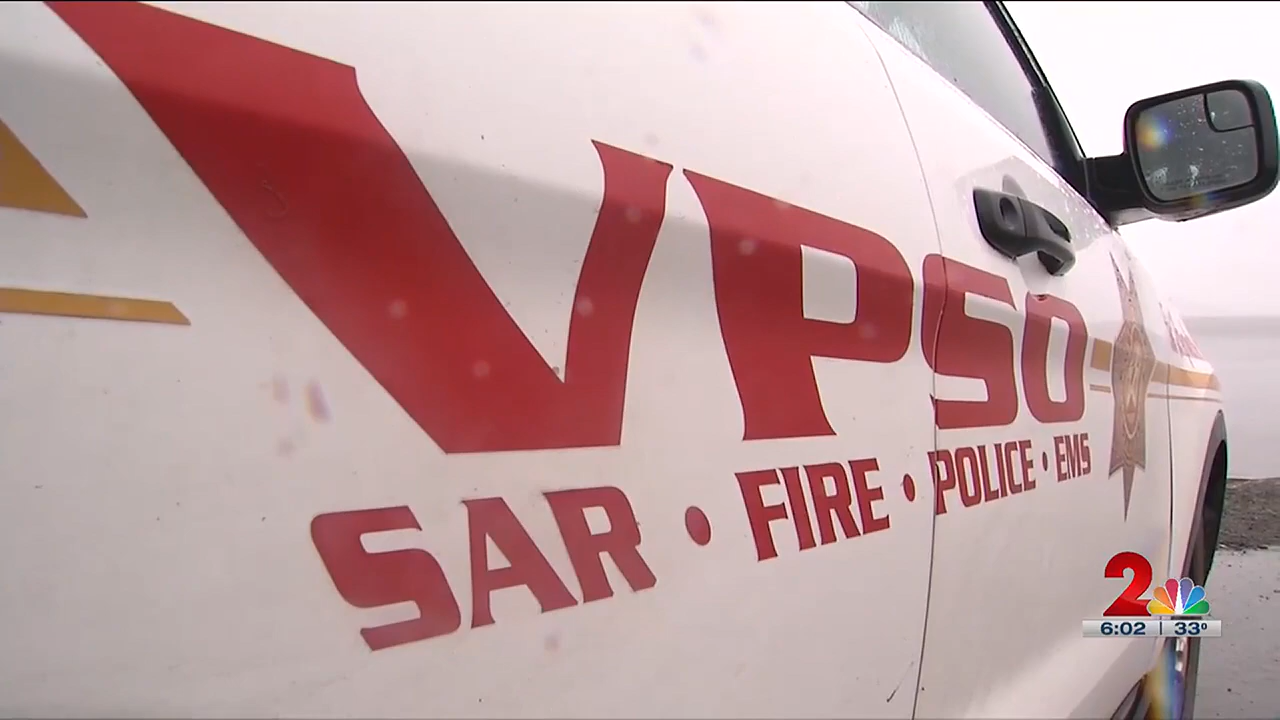 VPSO
SAR • FIRE • POLICE • EMS
2
6:02 | 33°